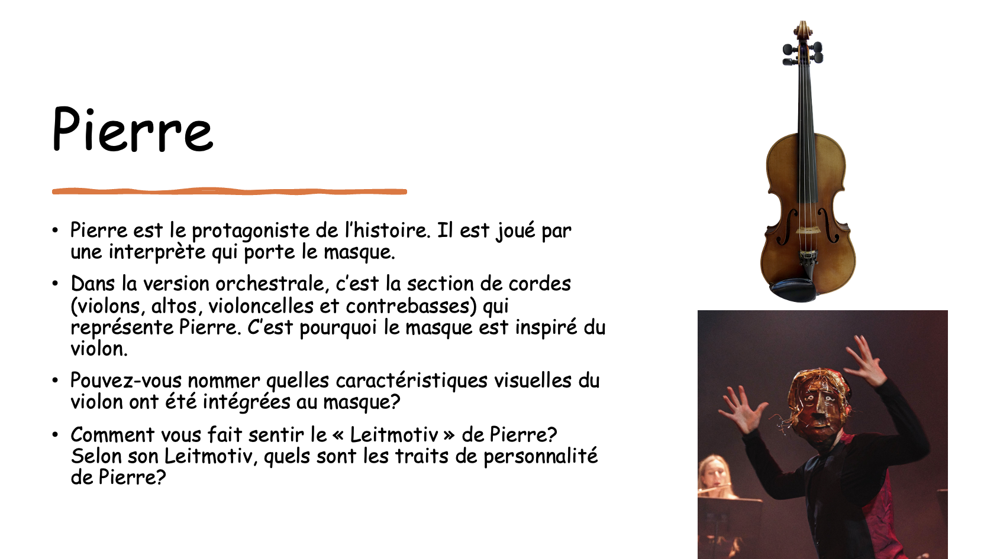 Pierre
• Pierre est le protagoniste de l’histoire. Il est joué par
une interprète qui porte le masque.
• Dans la version orchestrale, c’est la section de cordes
(violons, altos, violoncelles et contrebasses) qui
représente Pierre. C’est pourquoi le masque est inspiré du
violon.
• Pouvez-vous nommer quelles caractéristiques visuelles du
violon ont été intégrées au masque?
• Comment vous fait sentir le « Leitmotiv » de Pierre?
Selon son Leitmotiv, quels sont les traits de personnalité
de Pierre?